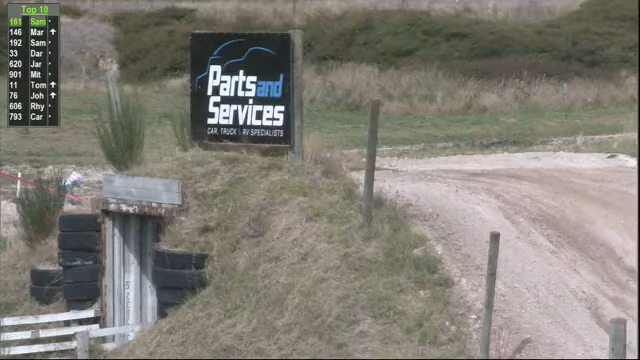 Top 10
161 Sam
146 Mar
192 Sam
33 Dar
620 Jar
901 Mit
11 Tom
76 Joh
606 Rhy
793 Car
Parts and
Services
CAR, TRUCK & RV SPECIALISTS